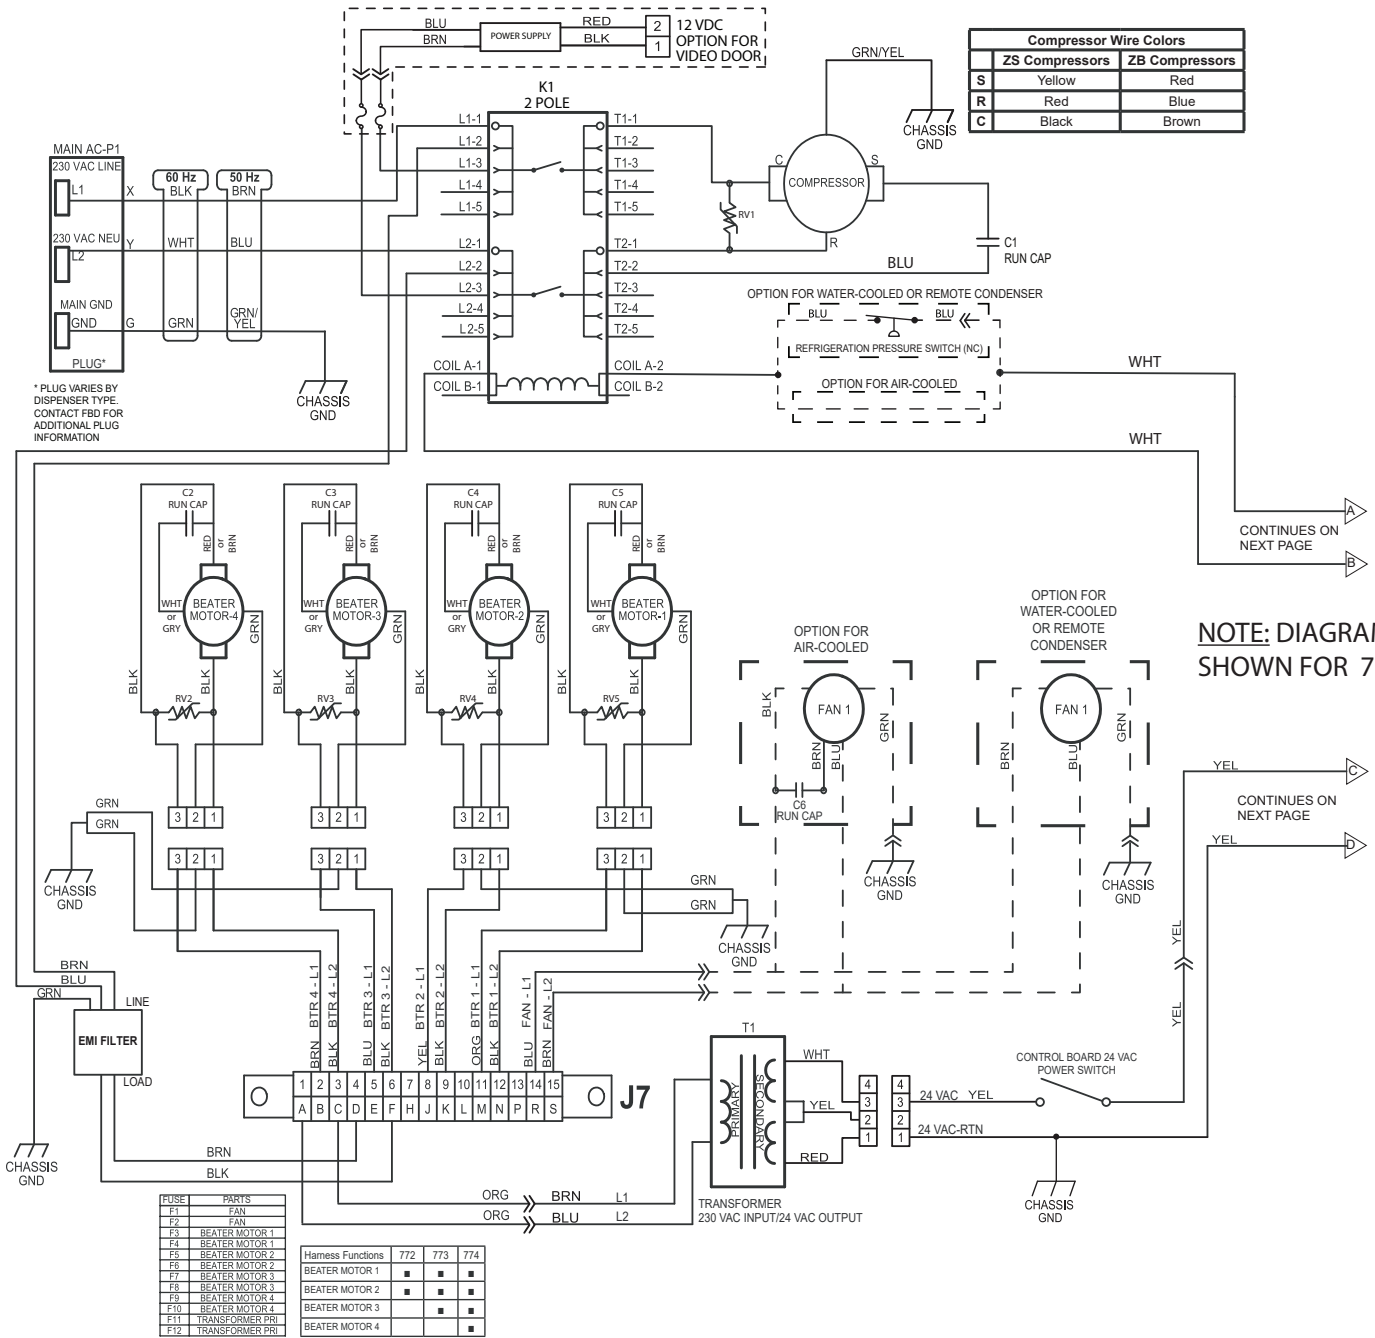 BLU
BRN
POWER SUPPLY
RED
BLK
2
1
12 VDC
OPTION FOR
VIDEO DOOR
K1
2 POLE
GRN/YEL
CHASSIS
GND
Compressor Wire Colors
ZS Compressors ZB Compressors
S Yellow Red
R Red Blue
C Black Brown
MAIN AC-P1
230 VAC LINE
L1
X
60 Hz
BLK
50 Hz
BRN
230 VAC NEU
L2
Y
WHT
BLU
MAIN GND
GND
G
GRN
GRN/
YEL
PLUG*
CHASSIS
GND
* PLUG VARIES BY
DISPENSER TYPE.
CONTACT FBD FOR
ADDITIONAL PLUG
INFORMATION
L1-1
L1-2
L1-3
L1-4
L1-5
L2-1
L2-2
L2-3
L2-4
L2-5
COIL A-1
COIL B-1
T1-1
T1-2
T1-3
T1-4
T1-5
T2-1
T2-2
T2-3
T2-4
T2-5
COIL A-2
COIL B-2
C
S
COMPRESSOR
R
RV1
C1
RUN CAP
BLU
OPTION FOR WATER-COOLED OR REMOTE CONDENSER
BLU
BLU
REFRIGERATION PRESSURE SWITCH (NC)
OPTION FOR AIR-COOLED
WHT
WHT
A
CONTINUES ON
NEXT PAGE
B
C2
RUN CAP
RED
or
BRN
WHT
or
GRY
BEATER
MOTOR-4
GRN
BLK
BLK
RV2
C3
RUN CAP
RED
or
BRN
WHT
or
GRY
BEATER
MOTOR-3
GRN
BLK
BLK
RV3
C4
RUN CAP
RED
or
BRN
WHT
or
GRY
BEATER
MOTOR-2
GRN
BLK
BLK
RV4
C5
RUN CAP
RED
or
BRN
WHT
or
GRY
BEATER
MOTOR-1
GRN
BLK
BLK
RV5
3 2 1
3 2 1
3 2 1
3 2 1
3 2 1
3 2 1
3 2 1
3 2 1
GRN
GRN
CHASSIS
GND
GRN
GRN
CHASSIS
GND
OPTION FOR
AIR-COOLED
FAN 1
BLK
BRN
BLU
GRN
C6
RUN CAP
CHASSIS
GND
OPTION FOR
WATER-COOLED
OR REMOTE
CONDENSER
FAN 1
BRN
BLU
GRN
CHASSIS
GND
NOTE: DIAGRAM
SHOWN FOR 7
YEL
C
CONTINUES ON
NEXT PAGE
YEL
D
YEL
YEL
BRN
BLU
GRN
LINE
EMI FILTER
LOAD
CHASSIS
GND
BRN BTR 4 - L1
BLK BTR 4 - L2
BLU BTR 3 - L1
BLK BTR 3 - L2
YEL BTR 2 - L1
BLK BTR 2 - L2
ORG BTR 1 - L1
BLK BTR 1 - L2
BLU FAN - L1
BRN FAN - L2
1 2 3 4 5 6 7 8 9 10 11 12 13 14 15
A B C D E F H J K L M N P R S
J7
BRN
BLK
ORG
BRN
L1
ORG
BLU
L2
T1
PRIMARY
SECONDARY
WHT
YEL
RED
TRANSFORMER
230 VAC INPUT/24 VAC OUTPUT
4
3
2
1
4
3
2
1
24 VAC YEL
24 VAC-RTN
CONTROL BOARD 24 VAC
POWER SWITCH
CHASSIS
GND
FUSE PARTS
F1 FAN
F2 FAN
F3 BEATER MOTOR 1
F4 BEATER MOTOR 1
F5 BEATER MOTOR 2
F6 BEATER MOTOR 2
F7 BEATER MOTOR 3
F8 BEATER MOTOR 3
F9 BEATER MOTOR 4
F10 BEATER MOTOR 4
F11 TRANSFORMER PRI
F12 TRANSFORMER PRI
Harness Functions 772 773 774
BEATER MOTOR 1 ■ ■ ■
BEATER MOTOR 2 ■ ■ ■
BEATER MOTOR 3 ■ ■
BEATER MOTOR 4 ■